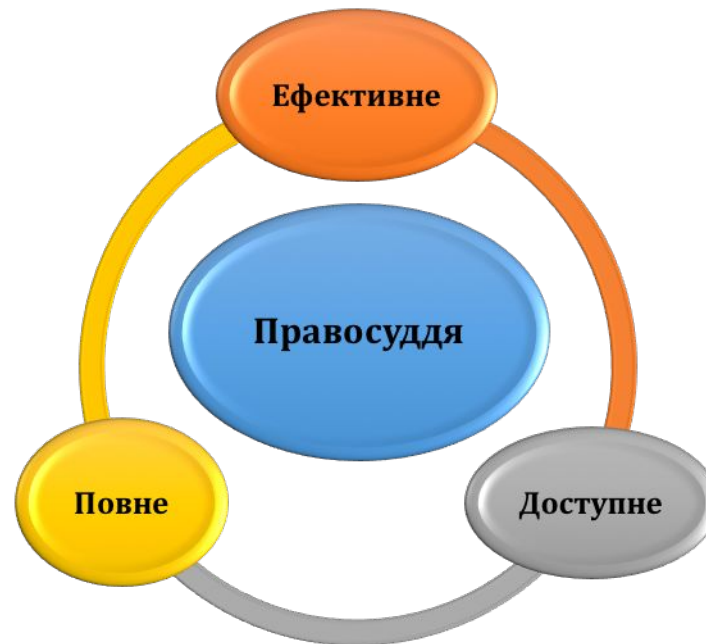 Ефективне
Правосуддя
Повне
Доступне